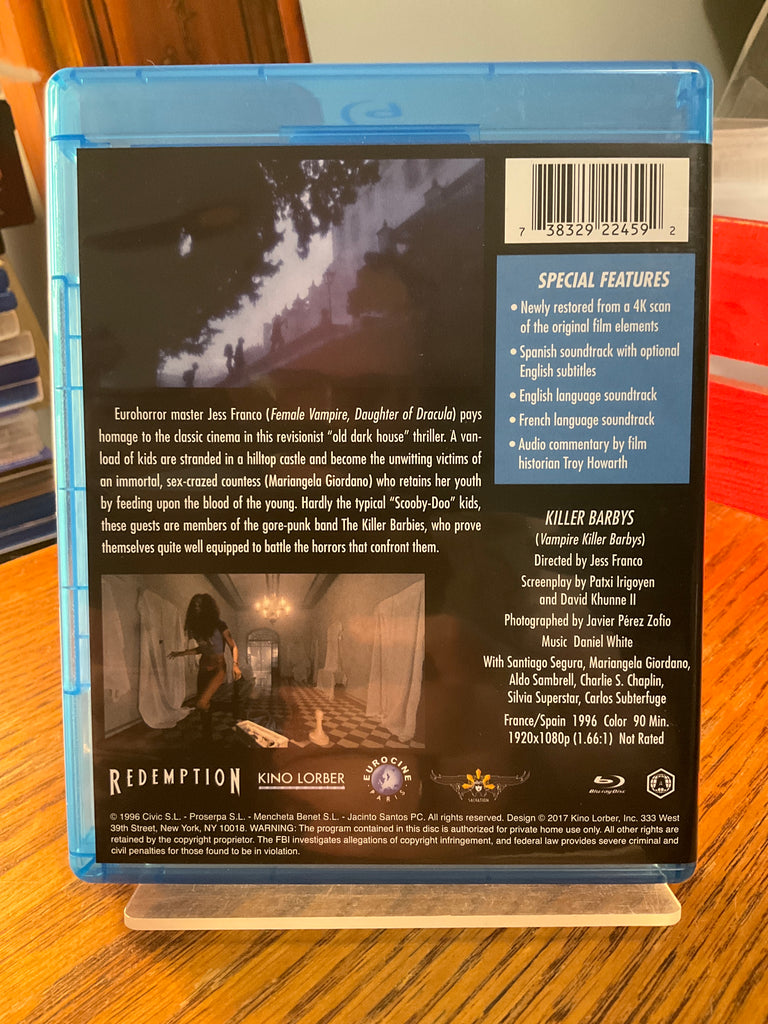 7 38329 22459 2
SPECIAL FEATURES
• Newly restored from a 4K scan
of the original film elements
• Spanish soundtrack with optional
English subtitles
• English language soundtrack
• French language soundtrack
• Audio commentary by film
historian Troy Howarth
Eurohorror master Jess Franco (Female Vampire, Daughter of Dracula) pays
homage to the classic cinema in this revisionist "old dark house" thriller. A van-
load of kids are stranded in a hilltop castle and become the unwitting victims of
an immortal, sex-crazed countess (Mariangela Giordano) who retains her youth
by feeding upon the blood of the young. Hardly the typical "Scooby-Doo" kids,
these guests are members of the gore-punk band The Killer Barbies, who prove
themselves quite well equipped to battle the horrors that confront them.
KILLER BARBYS
(Vampire Killer Barbys)
Directed by Jess Franco
Screenplay by Patxi Irigoyen
and David Khunne II
Photographed by Javier Pérez Zofio
Music Daniel White
With Santiago Segura, Mariangela Giordano,
Aldo Sambrell, Charlie S. Chaplin,
Silvia Superstar, Carlos Subterfuge
France/Spain 1996 Color 90 Min.
1920x1080p (1.66:1) Not Rated
REDEMPTION
KINO LORBER
EUROCINE
PARIS
SALVATION
Blu-ray Disc
A
© 1996 Civic S.L. - Proserpa S.L. - Mencheta Benet S.L. - Jacinto Santos PC. All rights reserved. Design © 2017 Kino Lorber, Inc. 333 West
39th Street, New York, NY 10018. WARNING: The program contained in this disc is authorized for private home use only. All other rights are
retained by the copyright proprietor. The FBI investigates allegations of copyright infringement, and federal law provides severe criminal and
civil penalties for those found to be in violation.